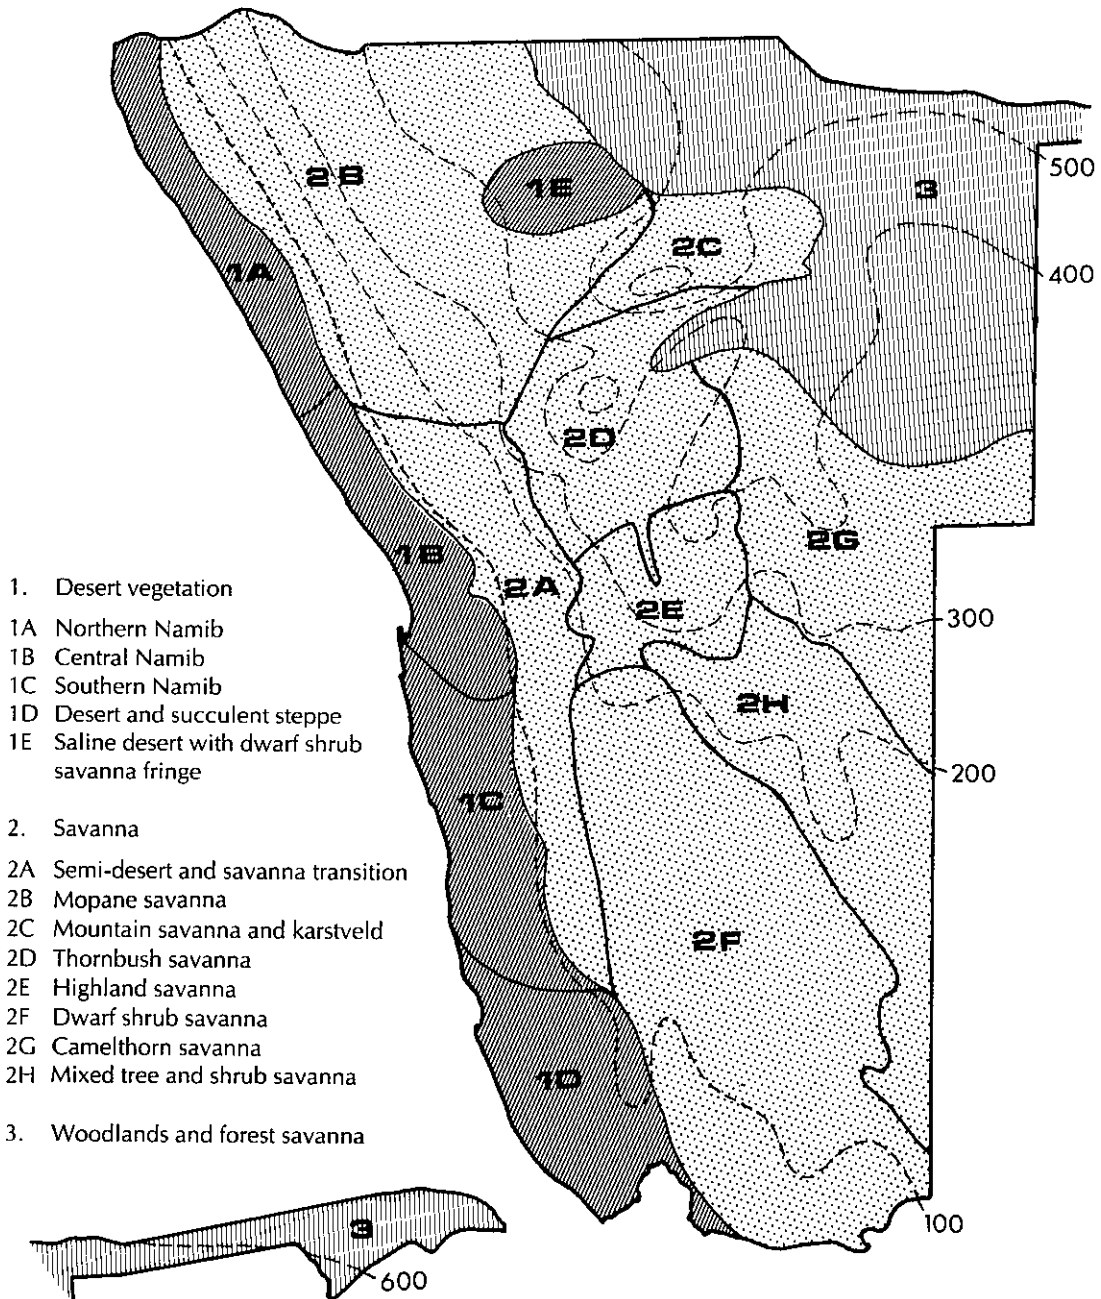 2B
1E
3
500
2C
1A
400
2D
2G
1B
2A
2E
300
2H
200
1C
2F
1D
100
3
600
1. Desert vegetation
1A Northern Namib
1B Central Namib
1C Southern Namib
1D Desert and succulent steppe
1E Saline desert with dwarf shrub
savanna fringe
2. Savanna
2A Semi-desert and savanna transition
2B Mopane savanna
2C Mountain savanna and karstveld
2D Thornbush savanna
2E Highland savanna
2F Dwarf shrub savanna
2G Camelthorn savanna
2H Mixed tree and shrub savanna
3. Woodlands and forest savanna